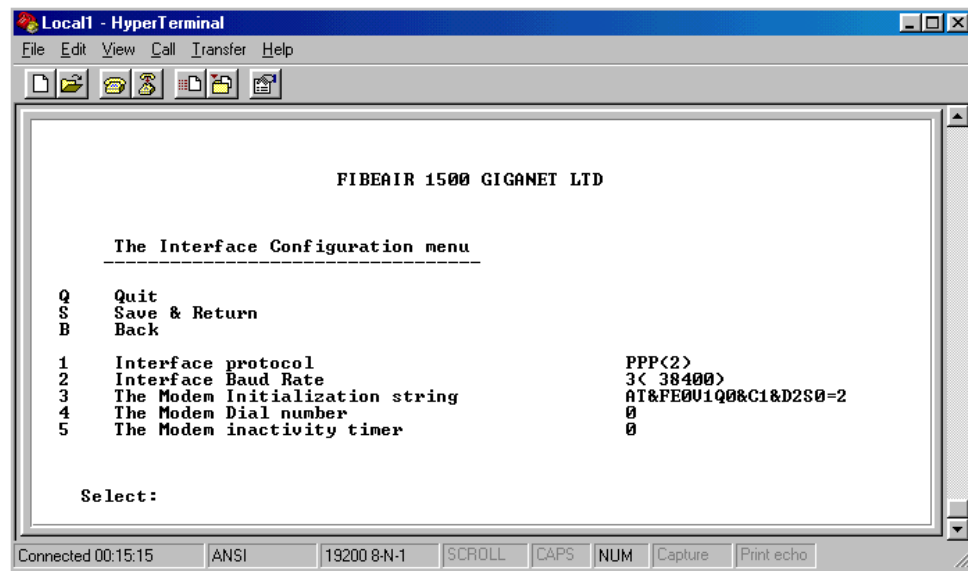 Local1 - HyperTerminal
File Edit View Call Transfer Help
FIBEAIR 1500 GIGANET LTD
The Interface Configuration menu
----------------------------------
Q Quit
S Save & Return
B Back
1 Interface protocol PPP(2)
2 Interface Baud Rate 3( 38400)
3 The Modem Initialization string AT&FE0V1Q0&C1&D2S0=2
4 The Modem Dial number 0
5 The Modem inactivity timer 0
Select:
Connected 00:15:15 ANSI 19200 8-N-1 SCROLL CAPS NUM Capture Print echo